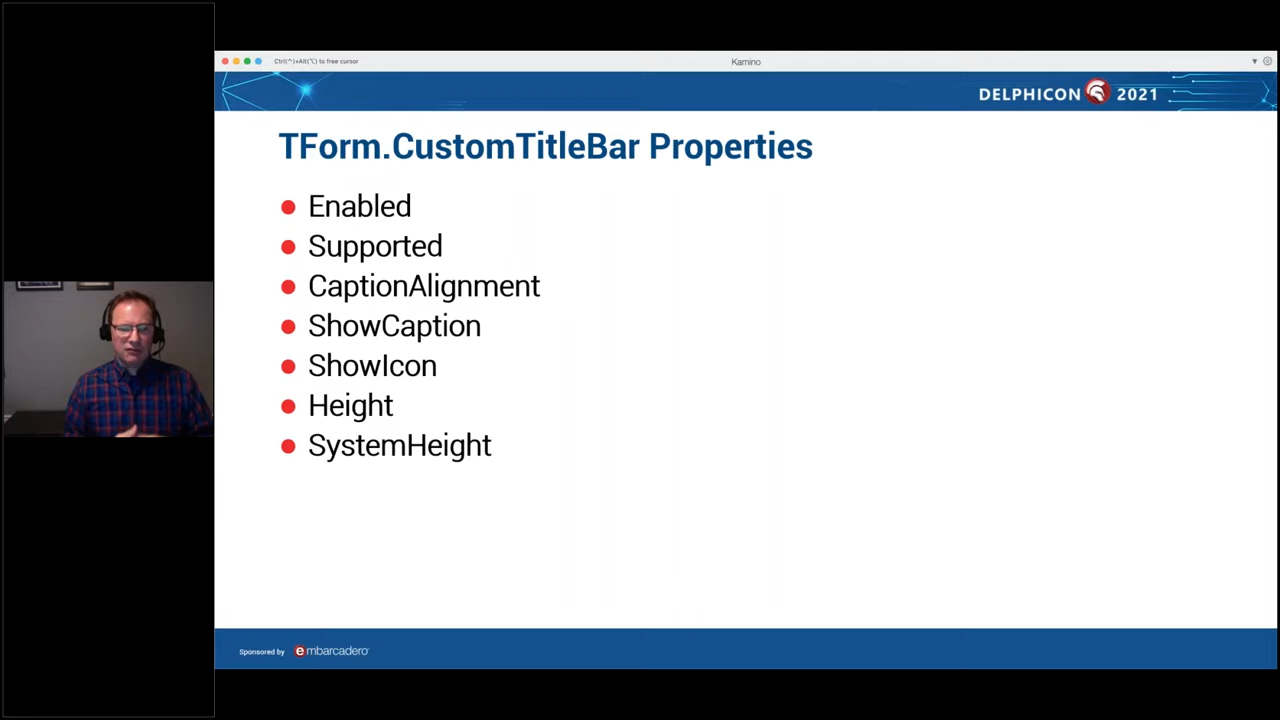 Ctrl(^)+Alt(⌥) to free cursor
Kamino
DELPHICON 2021
TForm.CustomTitleBar Properties
Enabled
Supported
CaptionAlignment
ShowCaption
ShowIcon
Height
SystemHeight
Sponsored by embarcadero